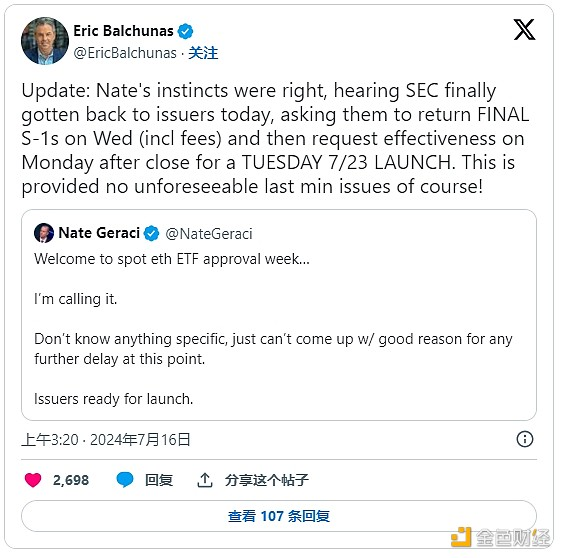 Eric Balchunas
X
@EricBalchunas · 关注
Update: Nate's instincts were right, hearing SEC finally
gotten back to issuers today, asking them to return FINAL
S-1s on Wed (incl fees) and then request effectiveness on
Monday after close for a TUESDAY 7/23 LAUNCH. This is
provided no unforeseeable last min issues of course!
Nate Geraci @NateGeraci
Welcome to spot eth ETF approval week...
I'm calling it.
Don't know anything specific, just can't come up w/ good reason for any
further delay at this point.
Issuers ready for launch.
上午3:20 · 2024年7月16日
2,698 回复 分享这个帖子
查看 107 条回复
金色财经